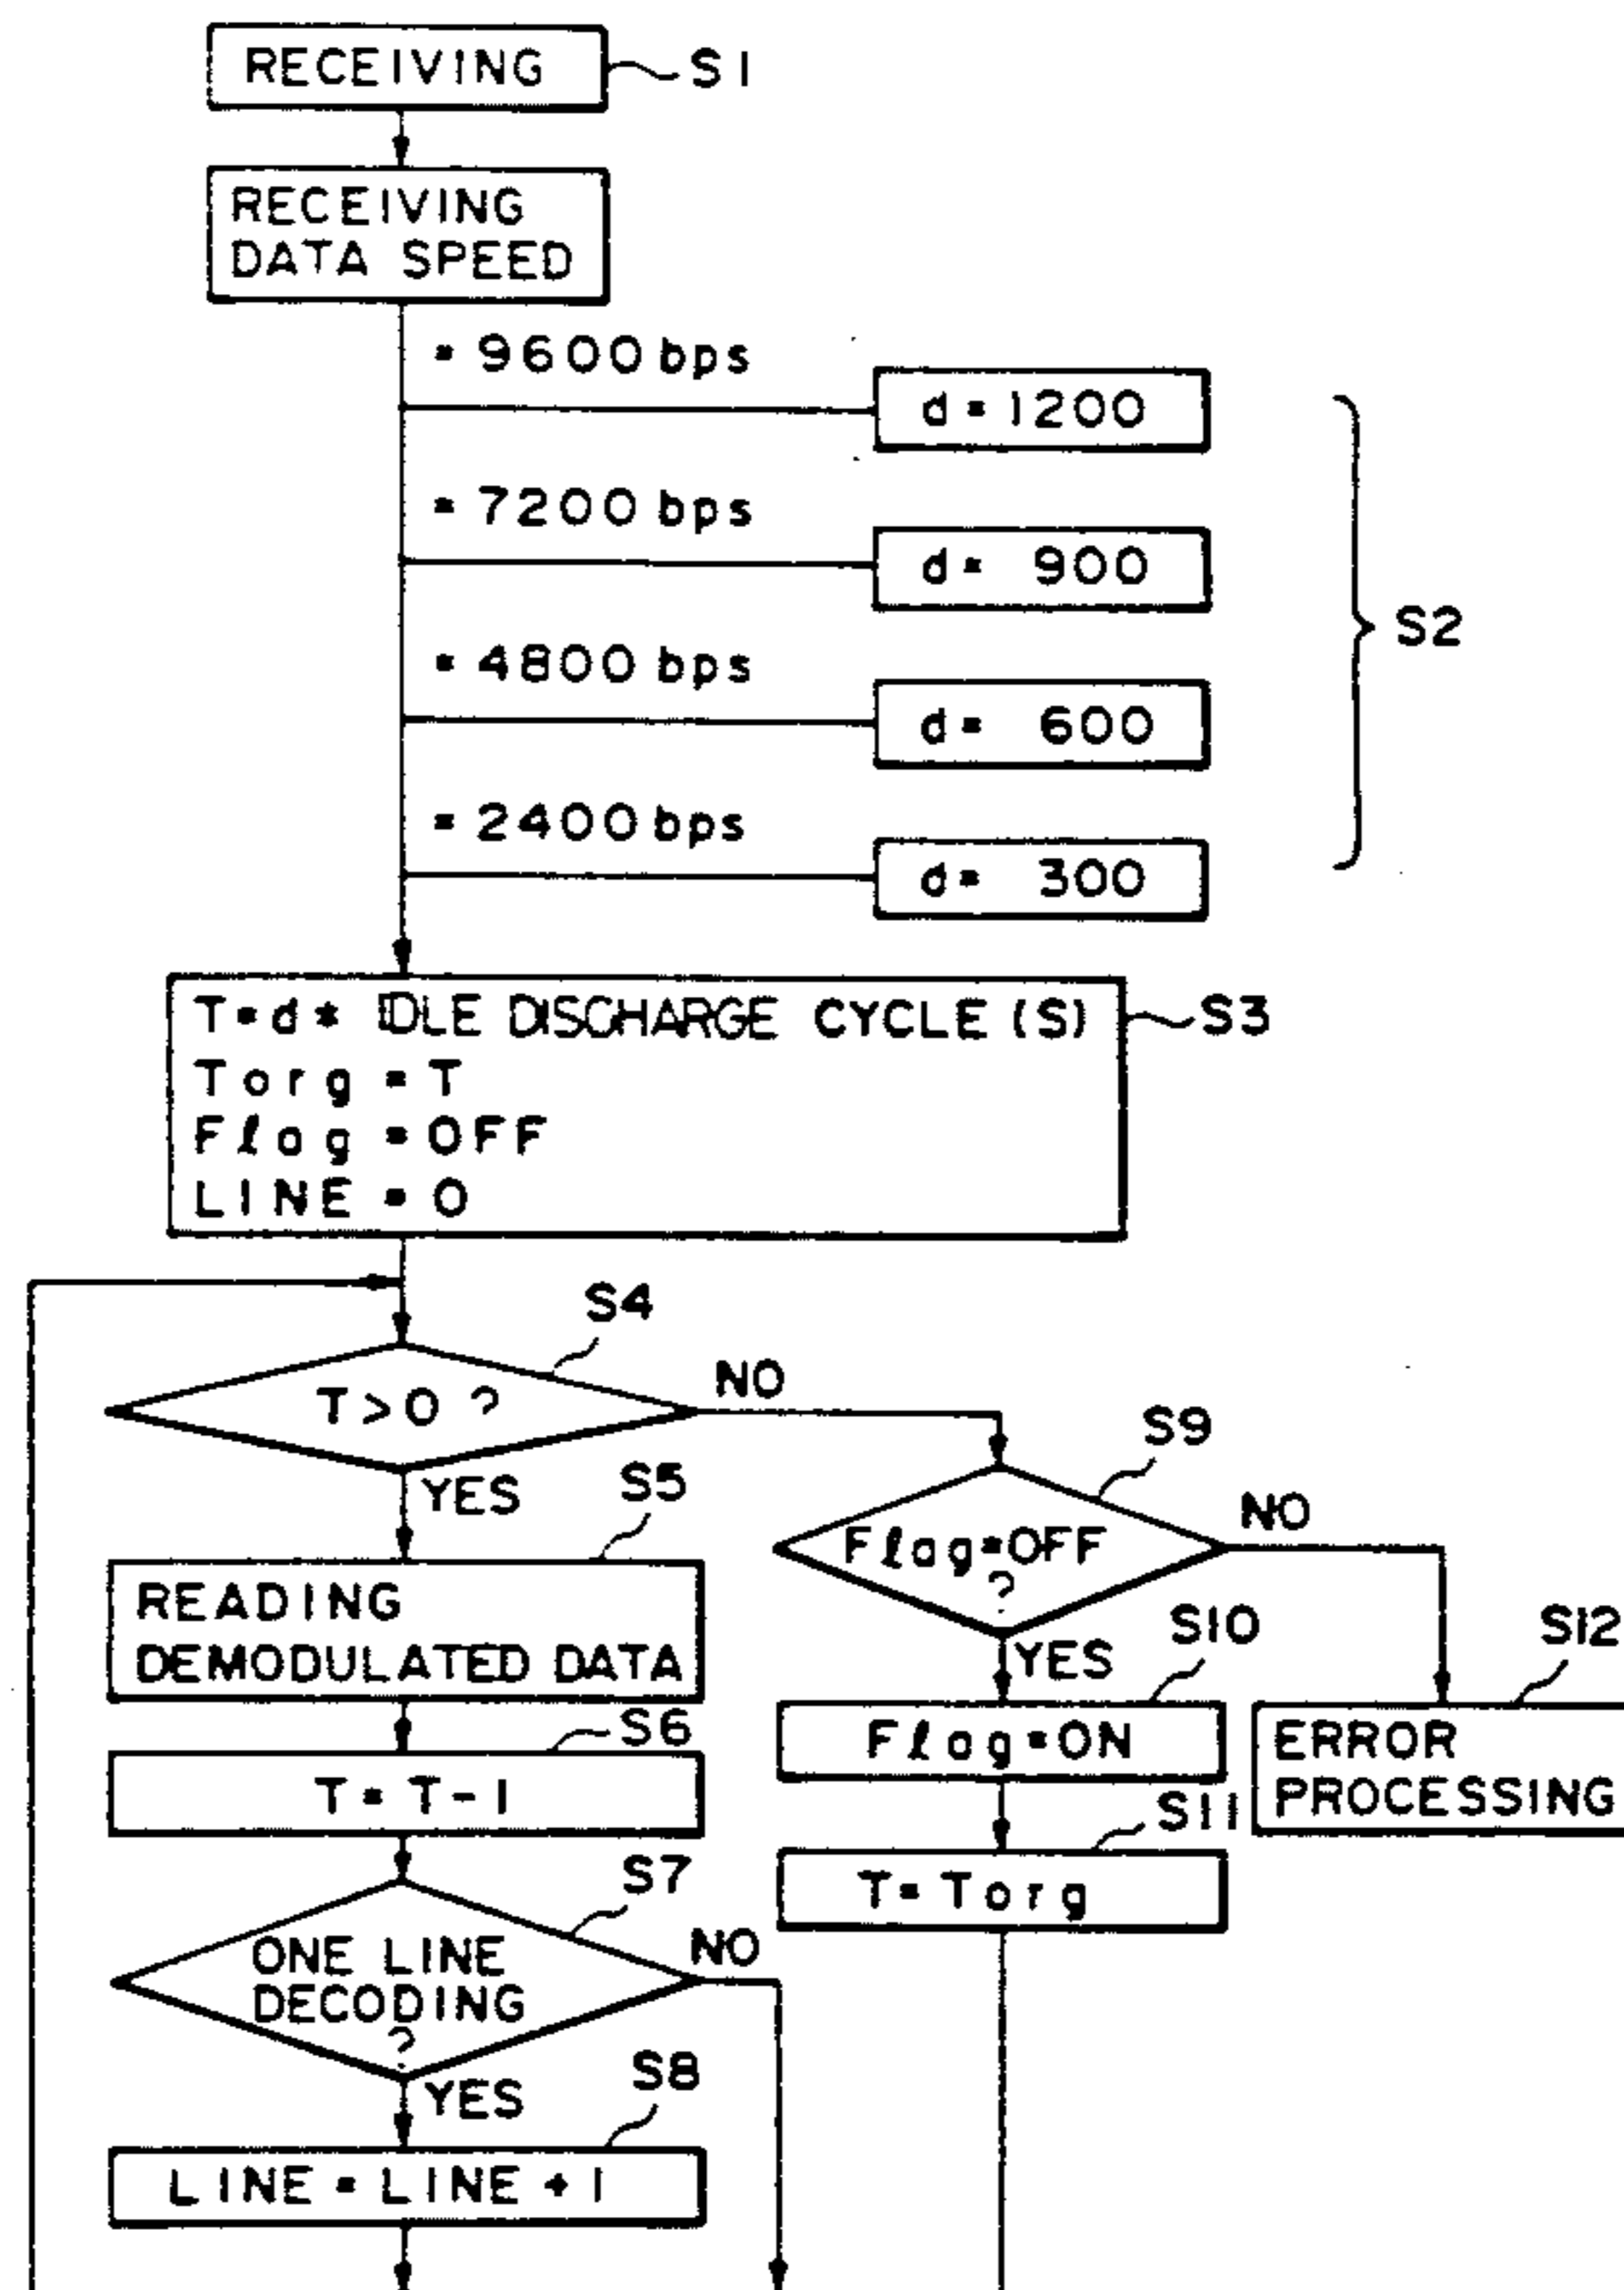 RECEIVING
S1
RECEIVING
DATA SPEED
= 9600 bps
d = 1200
= 7200 bps
d = 900
S2
= 4800 bps
d = 600
= 2400 bps
d = 300
T = d * IDLE DISCHARGE CYCLE (S)
S3
Torg = T
Flag = OFF
LINE = 0
S4
T > 0 ?
NO
S9
YES
S5
Flag = OFF
?
NO
READING
DEMODULATED DATA
YES
S10
S12
S6
Flag = ON
ERROR
PROCESSING
T = T - 1
S11
S7
T = Torg
ONE LINE
DECODING
?
NO
YES
S8
LINE = LINE + 1